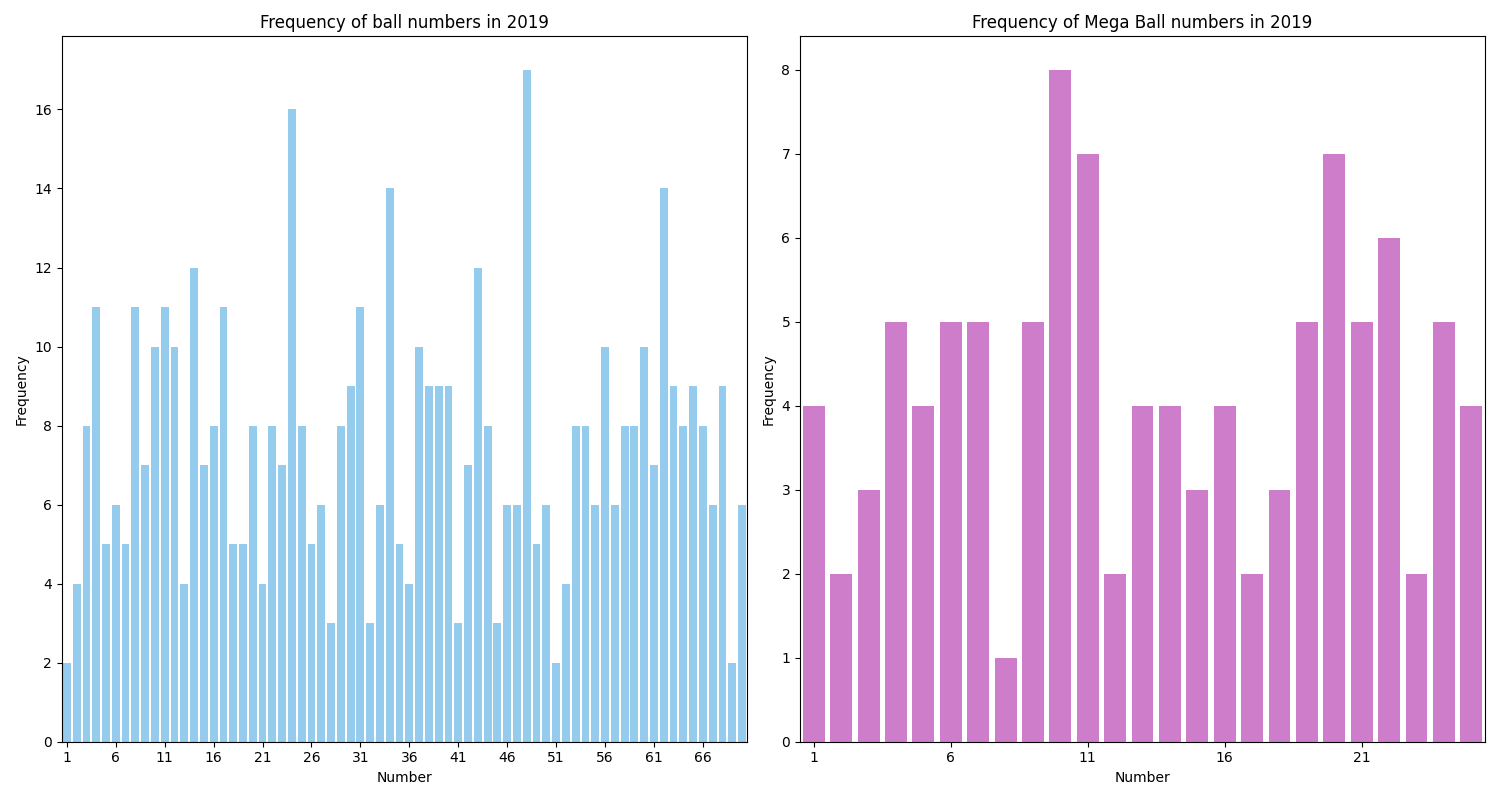 Frequency of ball numbers in 2019
Frequency
16
14
12
10
8
6
4
2
0
1 6 11 16 21 26 31 36 41 46 51 56 61 66
Number
Frequency of Mega Ball numbers in 2019
Frequency
8
7
6
5
4
3
2
1
0
1 6 11 16 21
Number